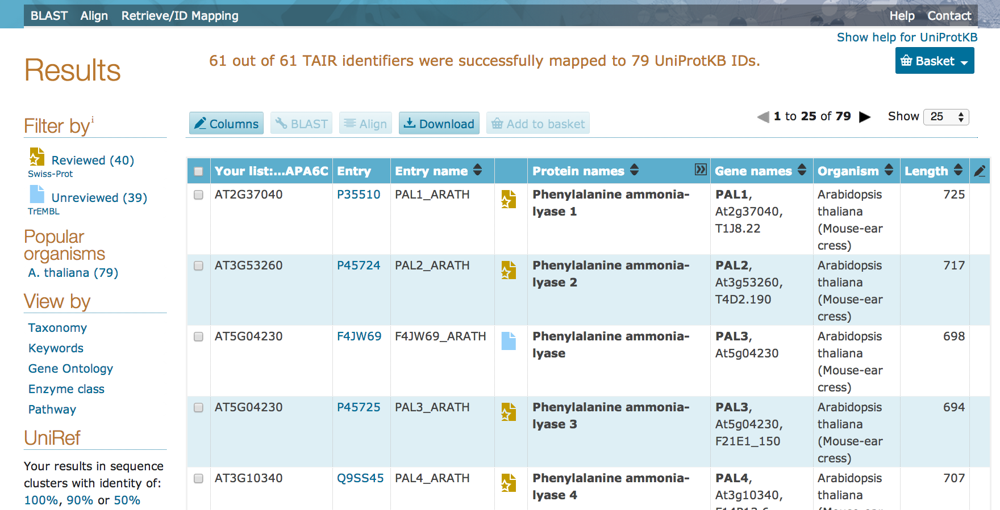 BLAST Align Retrieve/ID Mapping Help Contact
Show help for UniProtKB
Results
61 out of 61 TAIR identifiers were successfully mapped to 79 UniProtKB IDs.
Basket
Filter by i
Reviewed (40)
Swiss-Prot
Unreviewed (39)
TrEMBL
Popular
organisms
A. thaliana (79)
View by
Taxonomy
Keywords
Gene Ontology
Enzyme class
Pathway
UniRef
Your results in sequence
clusters with identity of:
100%, 90% or 50%
Columns BLAST Align Download Add to basket
1 to 25 of 79 Show 25
Your list:...APA6C Entry Entry name Protein names Gene names Organism Length
AT2G37040 P35510 PAL1_ARATH Phenylalanine ammonia- PAL1, Arabidopsis 725
lyase 1 At2g37040, thaliana
T1J8.22 (Mouse-ear
cress)
AT3G53260 P45724 PAL2_ARATH Phenylalanine ammonia- PAL2, Arabidopsis 717
lyase 2 At3g53260, thaliana
T4D2.190 (Mouse-ear
cress)
AT5G04230 F4JW69 F4JW69_ARATH Phenylalanine ammonia- PAL3, Arabidopsis 698
lyase At5g04230 thaliana
(Mouse-ear
cress)
AT5G04230 P45725 PAL3_ARATH Phenylalanine ammonia- PAL3, Arabidopsis 694
lyase 3 At5g04230, thaliana
F21E1_150 (Mouse-ear
cress)
AT3G10340 Q9SS45 PAL4_ARATH Phenylalanine ammonia- PAL4, Arabidopsis 707
lyase 4 At3g10340, thaliana